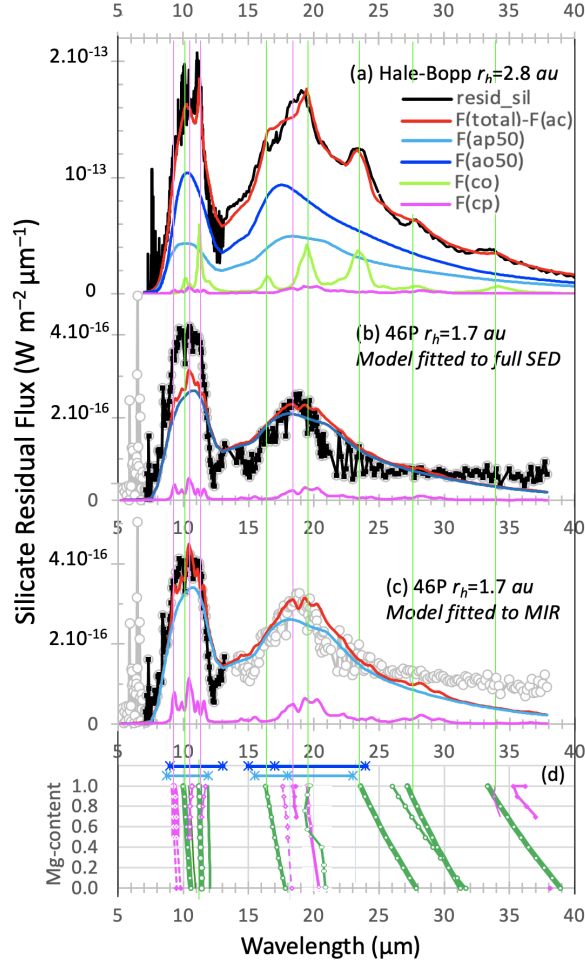 5 10 15 20 25 30 35 40
2.10⁻¹³
10⁻¹³
0
(a) Hale-Bopp r_h=2.8 au
resid_sil
F(total)-F(ac)
F(ap50)
F(ao50)
F(co)
F(cp)
Silicate Residual Flux (W m⁻² μm⁻¹)
(b) 46P r_h=1.7 au
Model fitted to full SED
4.10⁻¹⁶
2.10⁻¹⁶
0
5 10 15 20 25 30 35 40
(c) 46P r_h=1.7 au
Model fitted to MIR
4.10⁻¹⁶
2.10⁻¹⁶
0
5 10 15 20 25 30 35 40
(d)
Mg-content
1.0
0.8
0.6
0.4
0.2
0.0
5 10 15 20 25 30 35 40
Wavelength (μm)